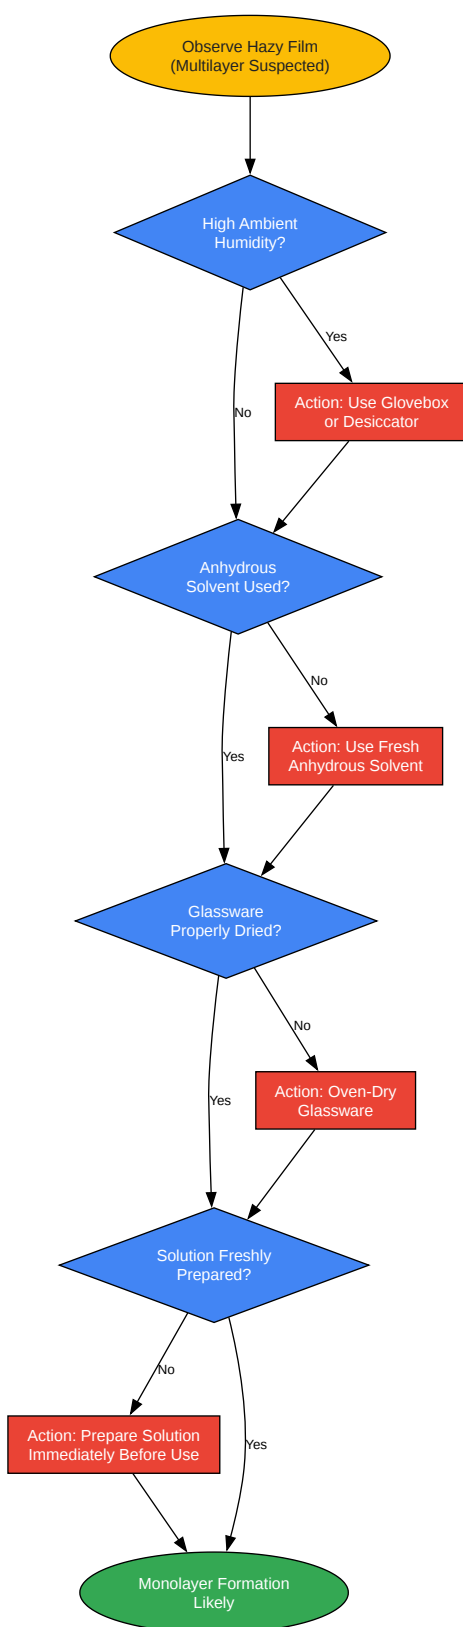 Observe Hazy Film
(Multilayer Suspected)
High Ambient
Humidity?
Yes
Action: Use Glovebox
or Desiccator
No
Anhydrous
Solvent Used?
No
Action: Use Fresh
Anhydrous Solvent
Yes
Glassware
Properly Dried?
No
Action: Oven-Dry
Glassware
Yes
Solution Freshly
Prepared?
No
Action: Prepare Solution
Immediately Before Use
Yes
Monolayer Formation
Likely